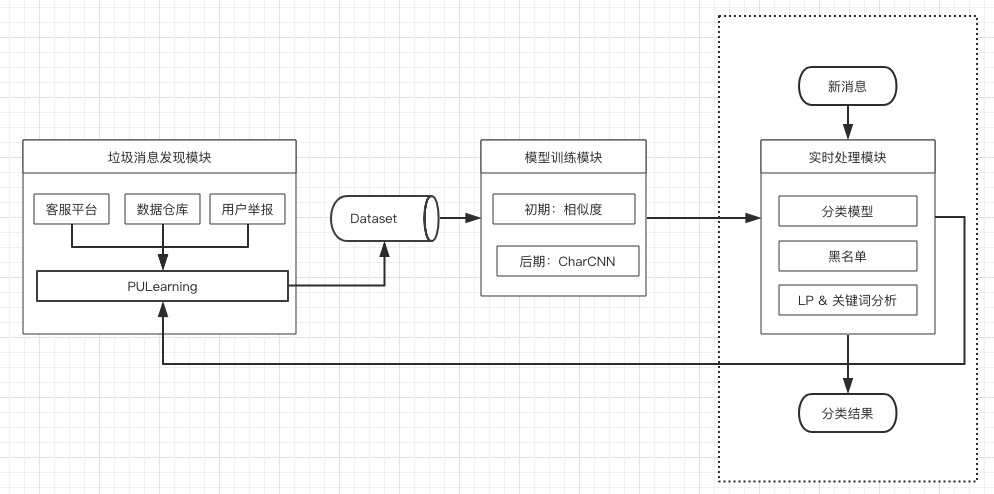 垃圾消息发现模块
客服平台
数据仓库
用户举报
PULearning
Dataset
模型训练模块
初期：相似度
后期：CharCNN
新消息
实时处理模块
分类模型
黑名单
LP & 关键词分析
分类结果